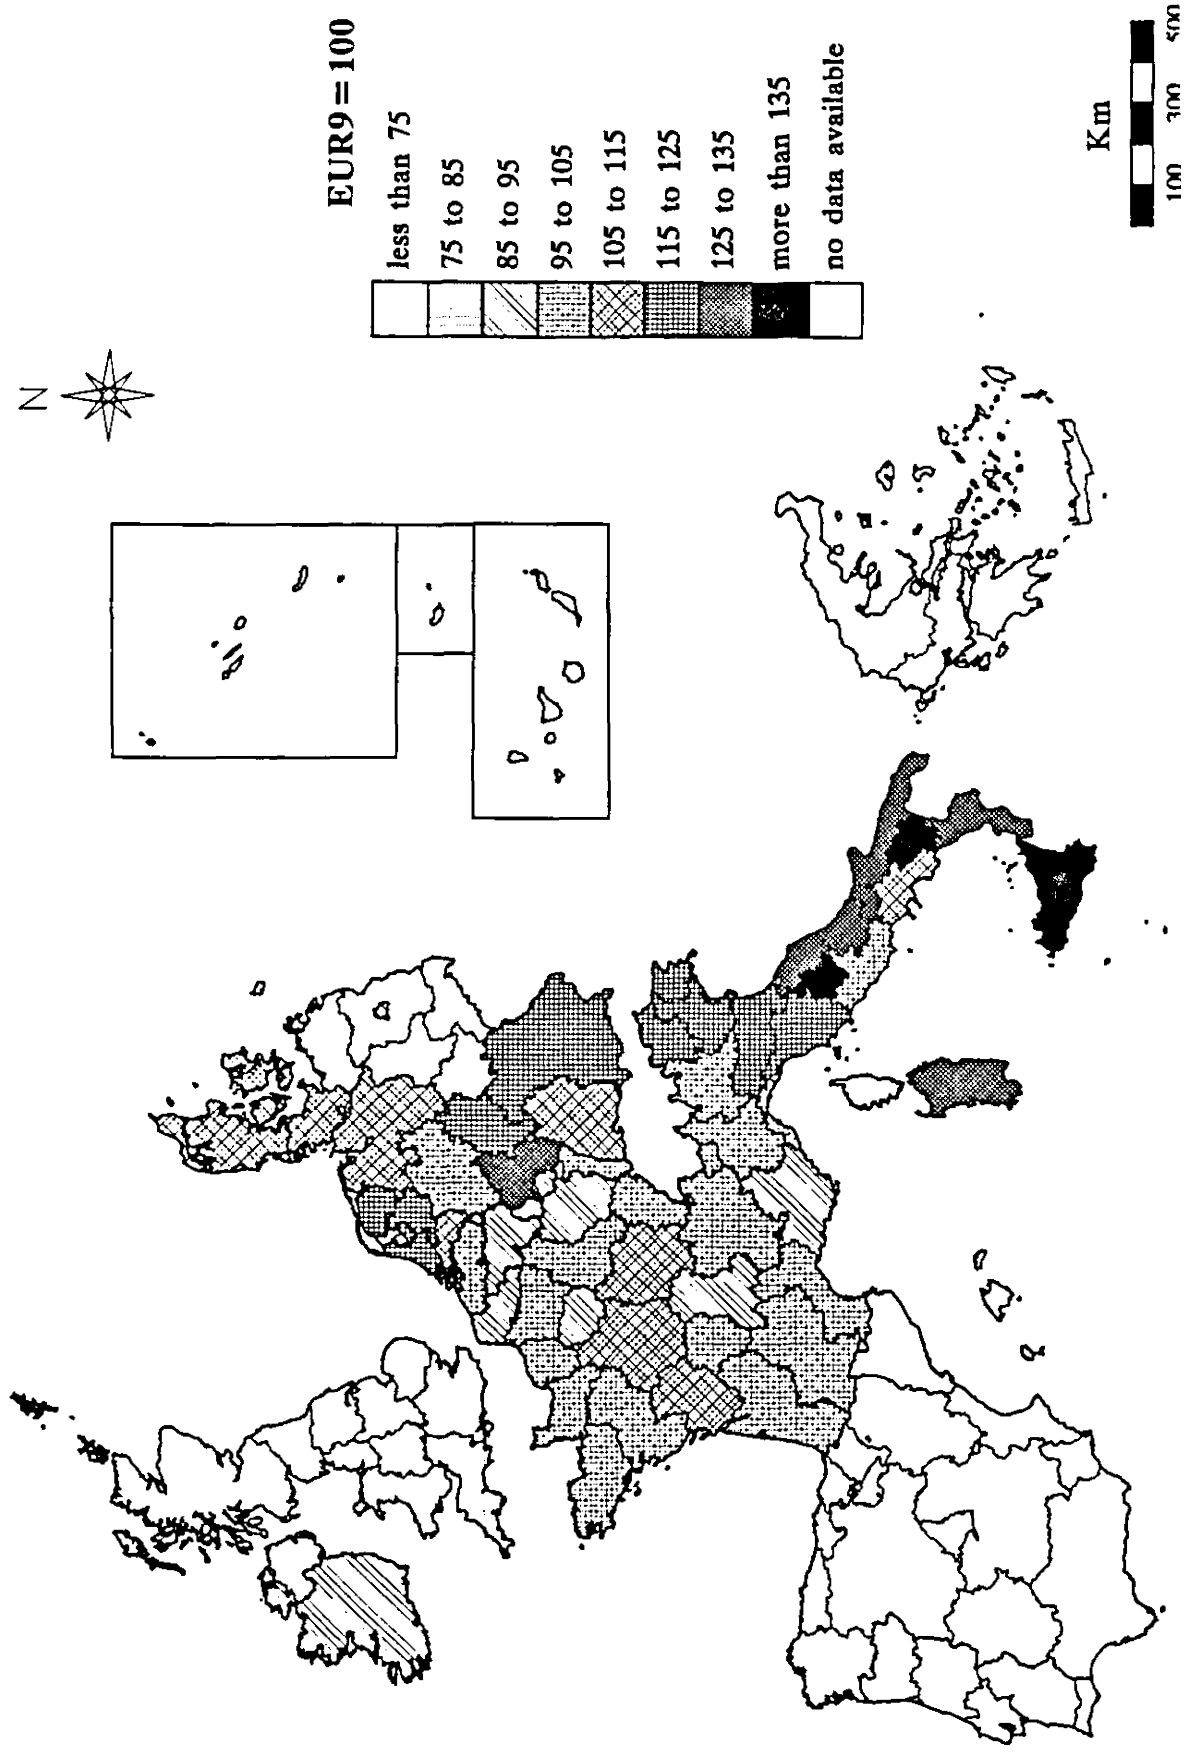 N
EUR9=100
less than 75
75 to 85
85 to 95
95 to 105
105 to 115
115 to 125
125 to 135
more than 135
no data available
Km
100 300 500